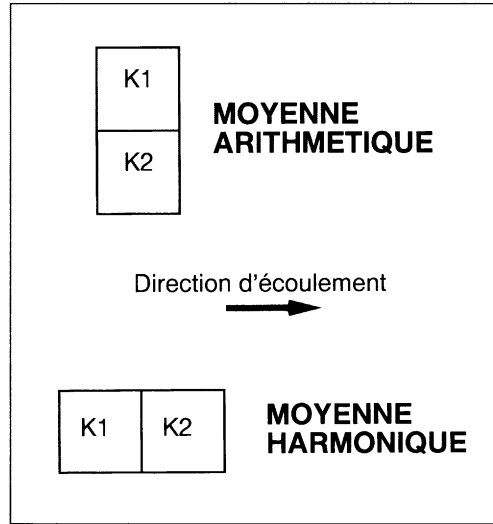 K1
MOYENNE
ARITHMETIQUE
K2
Direction d'écoulement
K1 K2
MOYENNE
HARMONIQUE